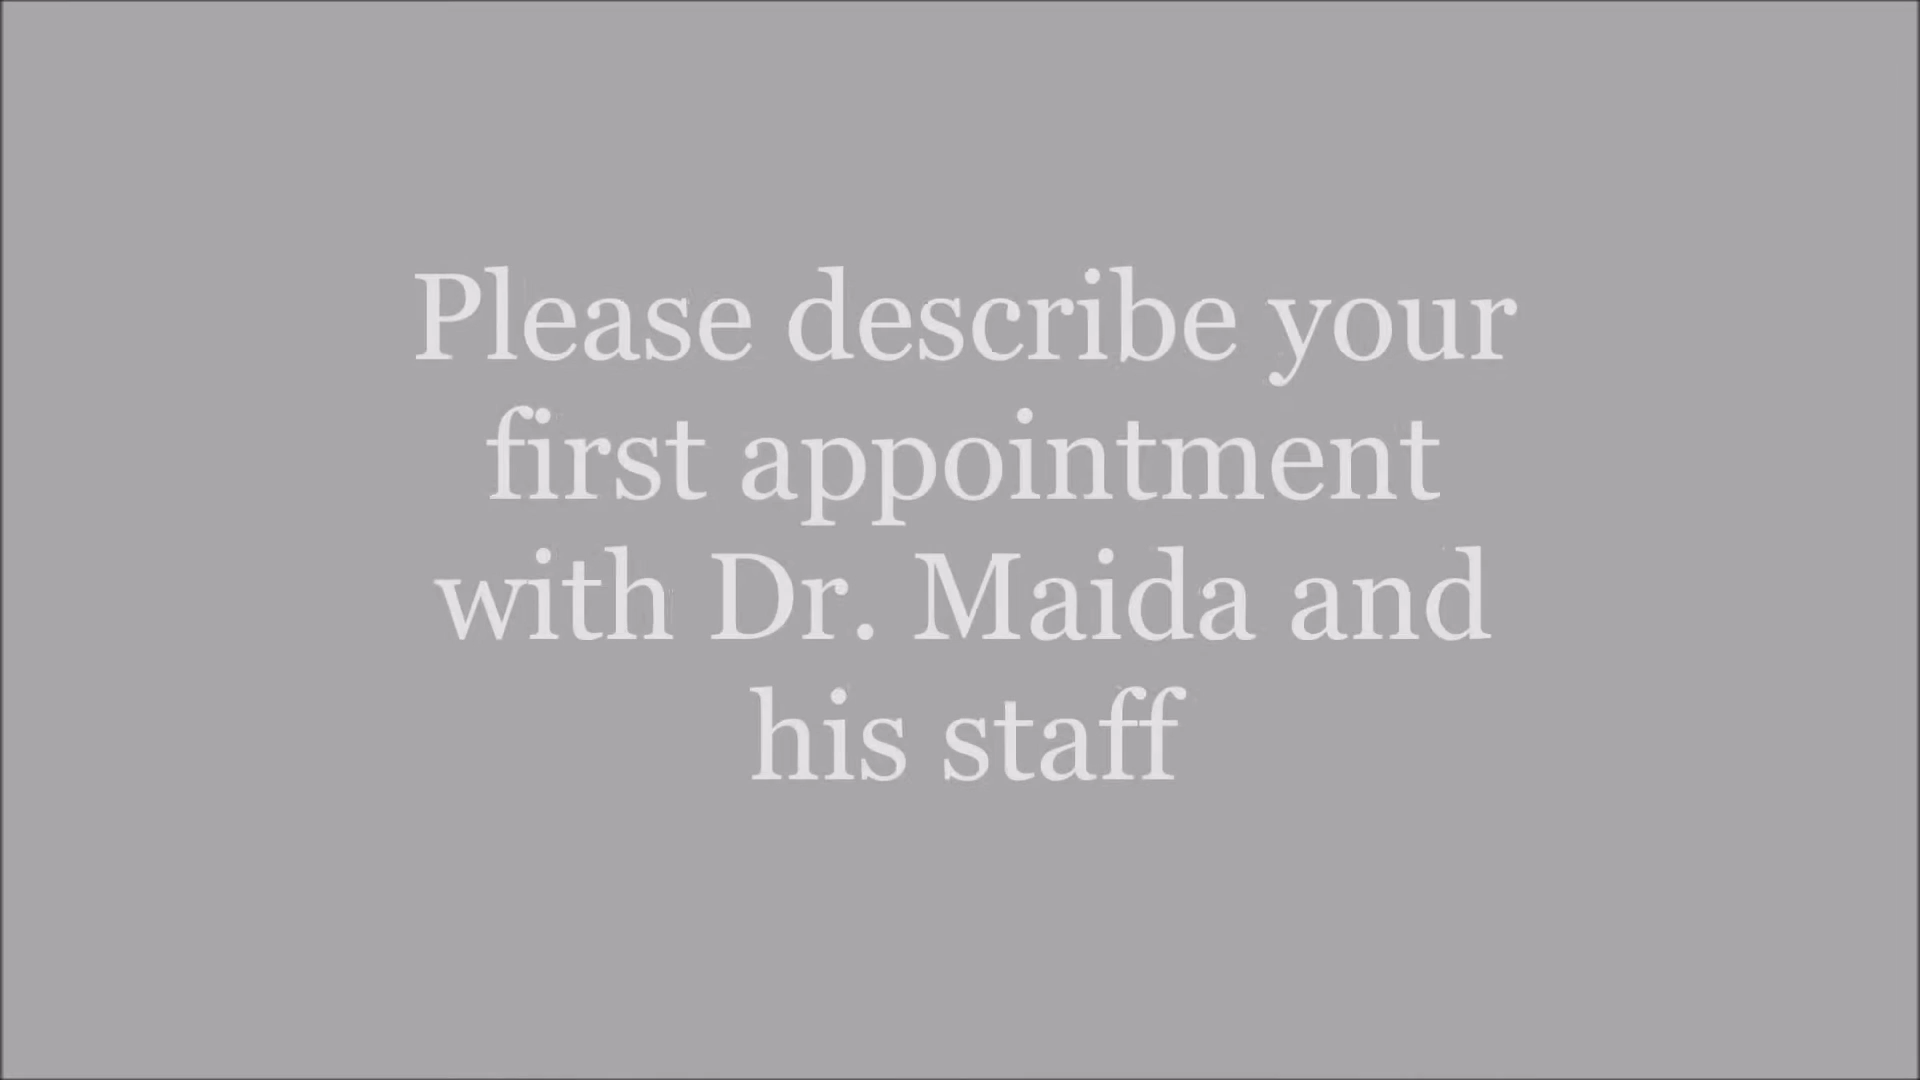 Please describe your
first appointment
with Dr. Maida and
his staff